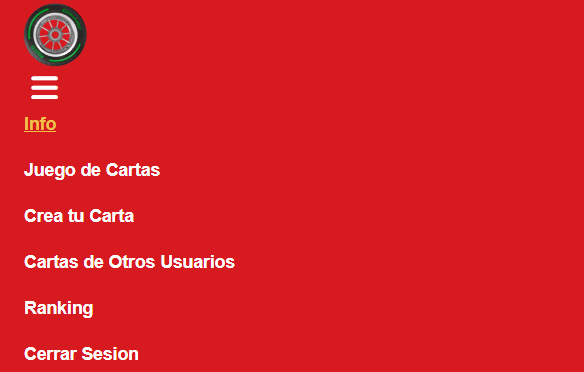 Info
Juego de Cartas
Crea tu Carta
Cartas de Otros Usuarios
Ranking
Cerrar Sesion